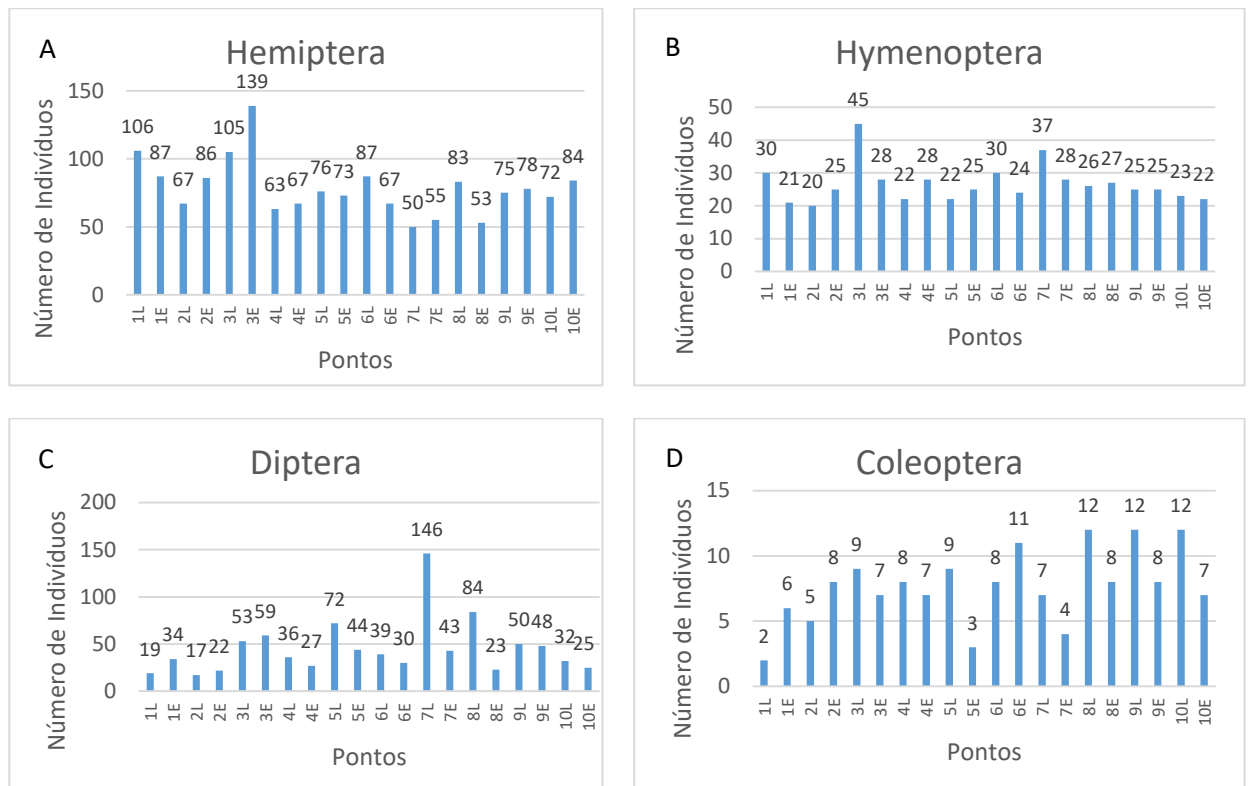 A
Hemiptera
Número de Indivíduos
150
100
50
0
106
87
67
86
105
139
63
67
76
73
87
67
50
55
83
53
75
78
72
84
1L
1E
2L
2E
3L
3E
4L
4E
5L
5E
6L
6E
7L
7E
8L
8E
9L
9E
10L
10E
Pontos
B
Hymenoptera
Número de Indivíduos
50
40
30
20
10
0
30
21
20
25
45
28
22
28
22
25
30
24
37
28
26
27
25
25
23
22
1L
1E
2L
2E
3L
3E
4L
4E
5L
5E
6L
6E
7L
7E
8L
8E
9L
9E
10L
10E
Pontos
C
Diptera
Número de Indivíduos
200
150
100
50
0
19
34
17
22
53
59
36
27
72
44
39
30
146
43
84
23
50
48
32
25
1L
1E
2L
2E
3L
3E
4L
4E
5L
5E
6L
6E
7L
7E
8L
8E
9L
9E
10L
10E
Pontos
D
Coleoptera
Número de Indivíduos
15
10
5
0
2
6
5
8
9
7
8
7
9
3
8
11
7
4
12
8
12
8
12
7
1L
1E
2L
2E
3L
3E
4L
4E
5L
5E
6L
6E
7L
7E
8L
8E
9L
9E
10L
10E
Pontos